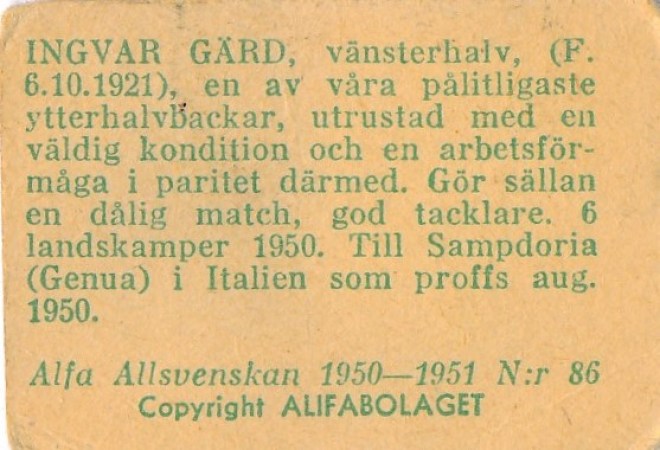 INGVAR GÄRD, vänsterhalv, (F.
6.10.1921), en av våra pålitligaste
ytterhalvbackar, utrustad med en
väldig kondition och en arbetsför-
måga i paritet därmed. Gör sällan
en dålig match, god tacklare. 6
landskamper 1950. Till Sampdoria
(Genua) i Italien som proffs aug.
1950.
Alfa Allsvenskan 1950—1951 N:r 86
Copyright ALIFABOLAGET